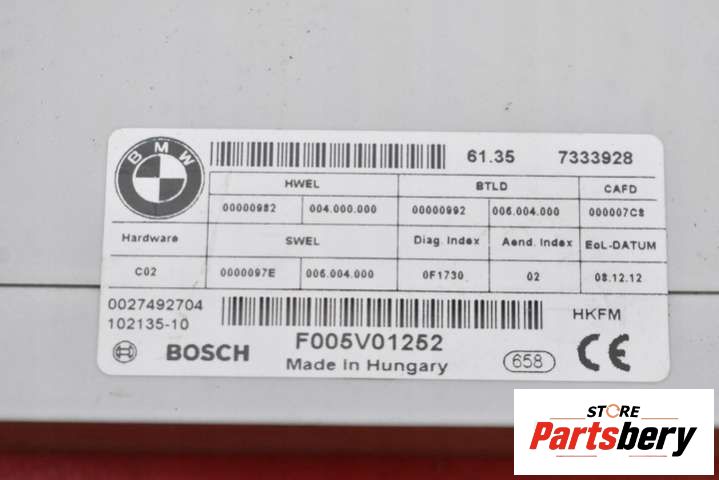 BMW
61.35 7333928
HWEL BTLD CAFD
00000982 004.000.000 00000992 006.004.000 000007C8
Hardware SWEL Diag. Index Aend. Index EoL-DATUM
C02 0000097E 006.004.000 0F1730 02 08.12.12
0027492704
102135-10
HKFM CE
BOSCH F005V01252
Made in Hungary 658
STORE
Partsbery